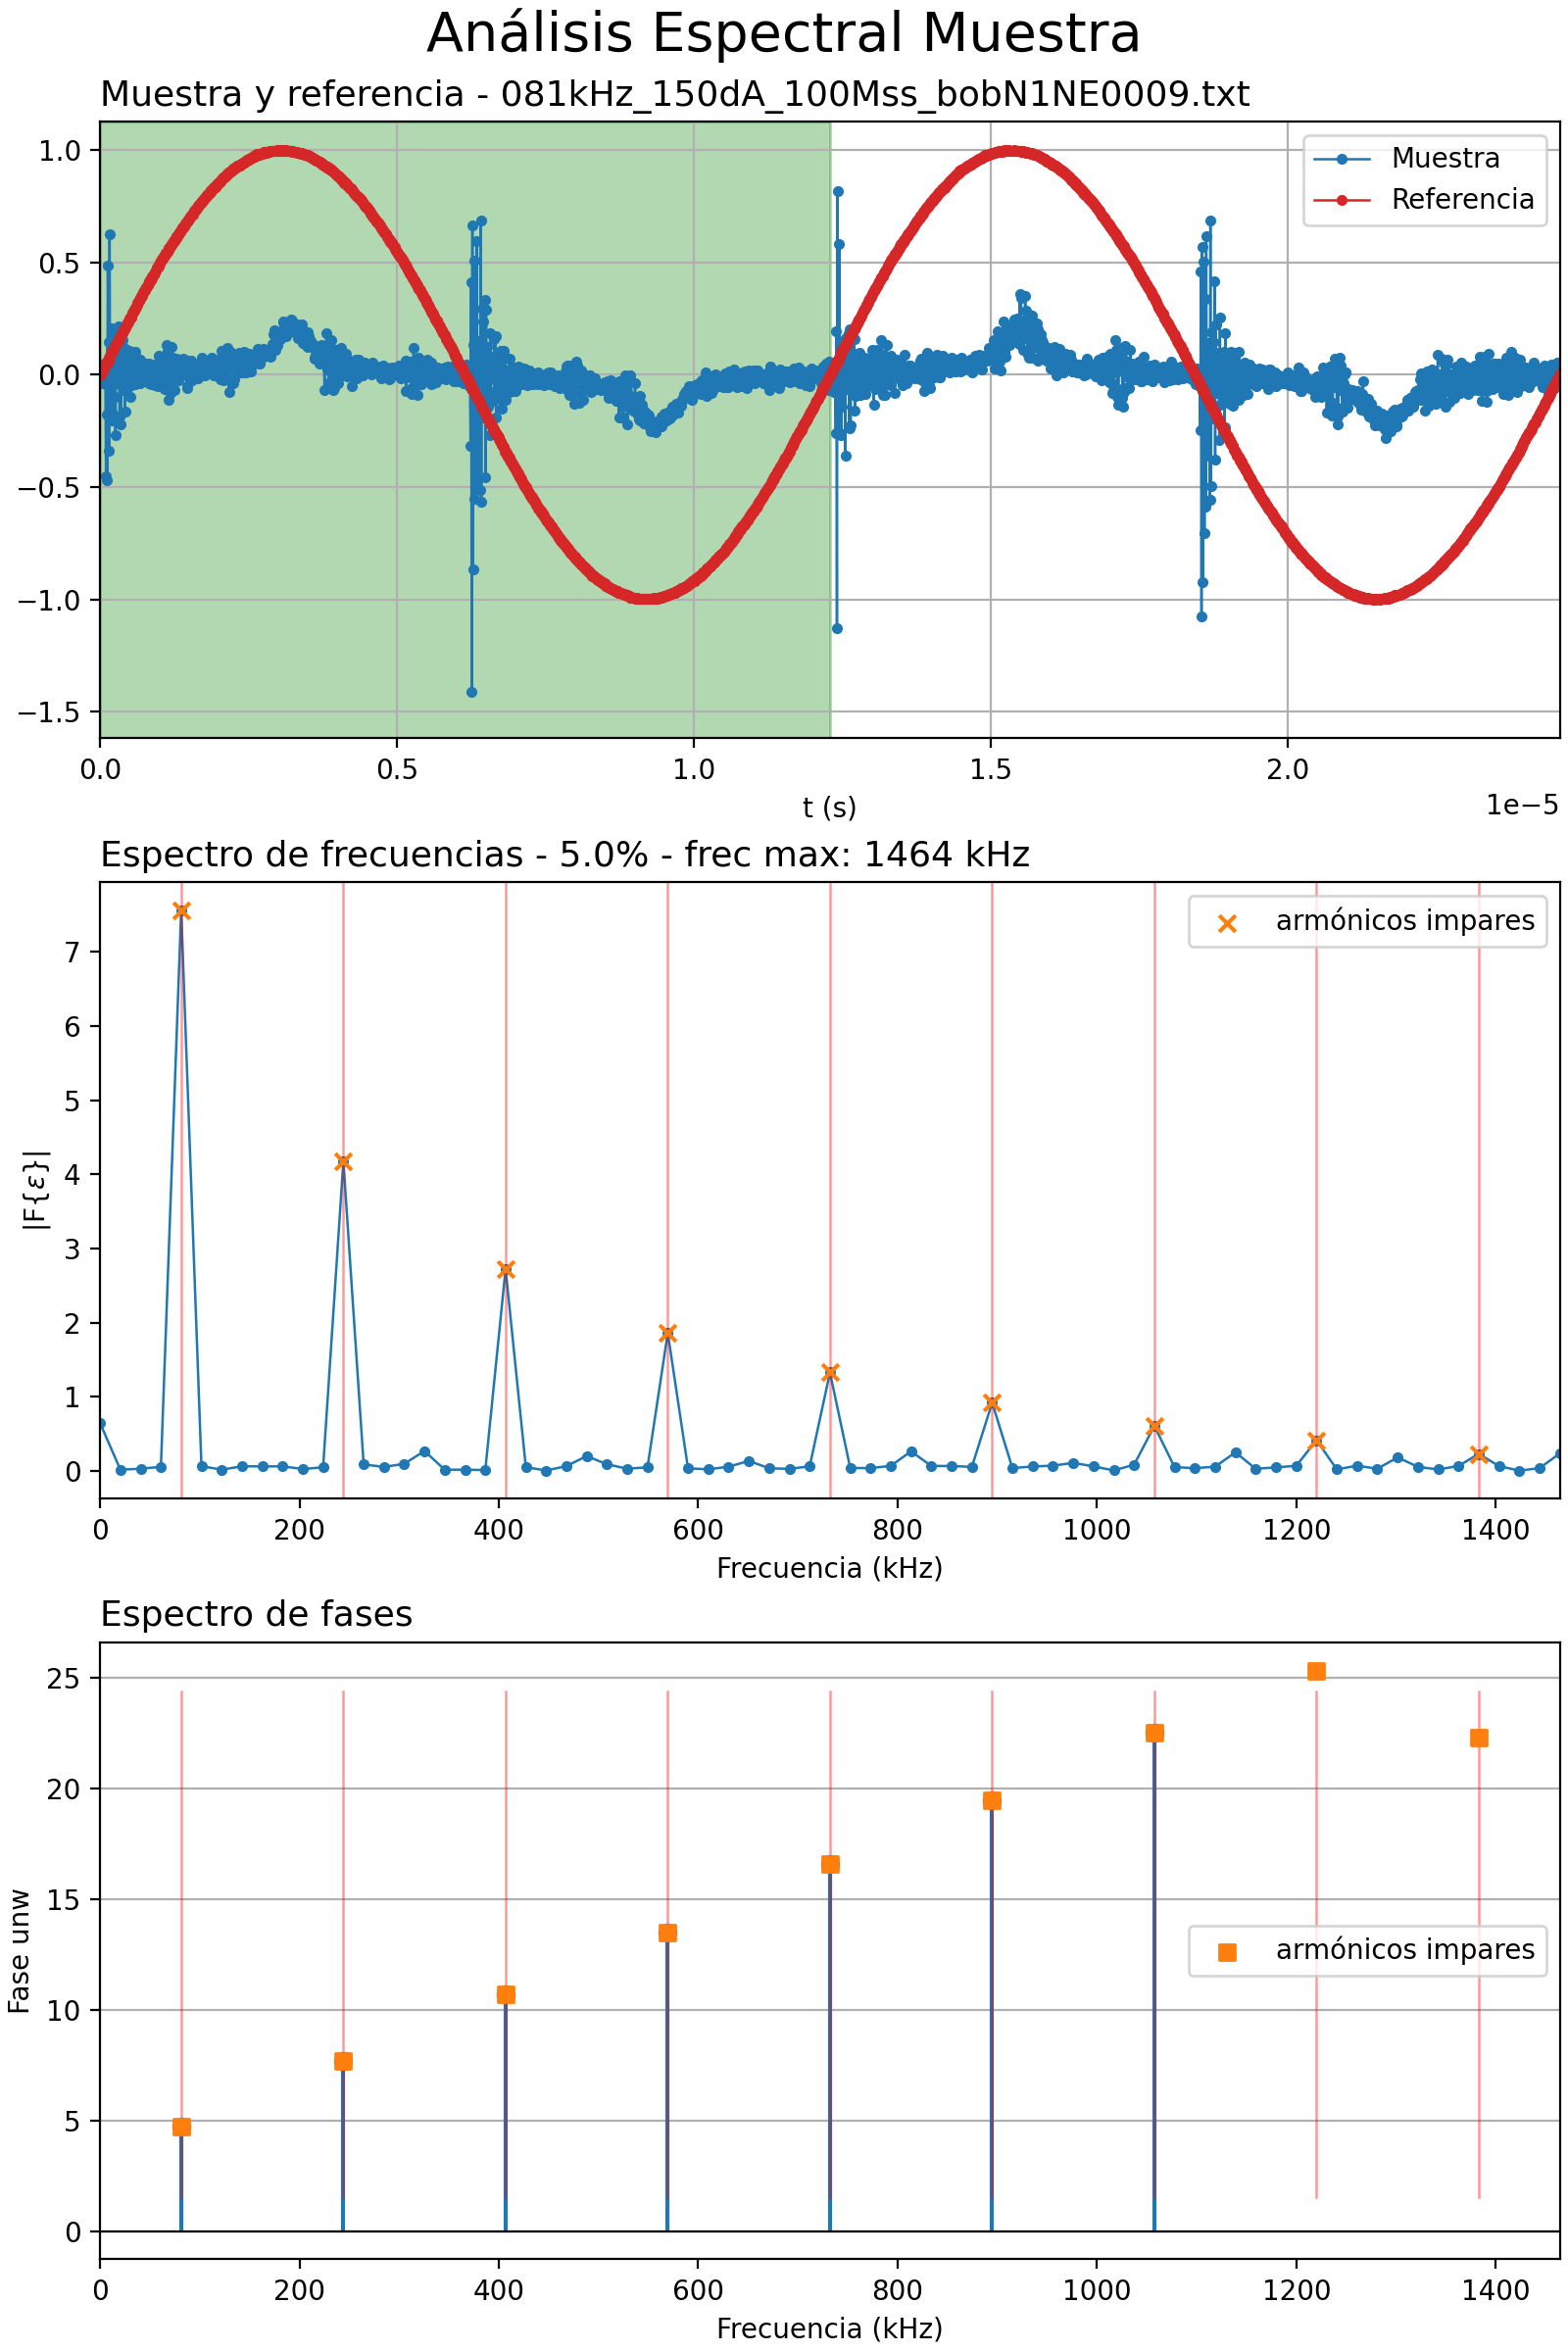 Análisis Espectral Muestra
Muestra y referencia - 081kHz_150dA_100Mss_bobN1NE0009.txt
1.0
0.5
0.0
−0.5
−1.0
−1.5
Muestra
Referencia
0.0 0.5 1.0 1.5 2.0
t (s)
1e−5
Espectro de frecuencias - 5.0% - frec max: 1464 kHz
armónicos impares
7
6
5
4
3
2
1
0
|F{ε}|
0 200 400 600 800 1000 1200 1400
Frecuencia (kHz)
Espectro de fases
25
20
15
10
5
0
Fase unw
armónicos impares
0 200 400 600 800 1000 1200 1400
Frecuencia (kHz)